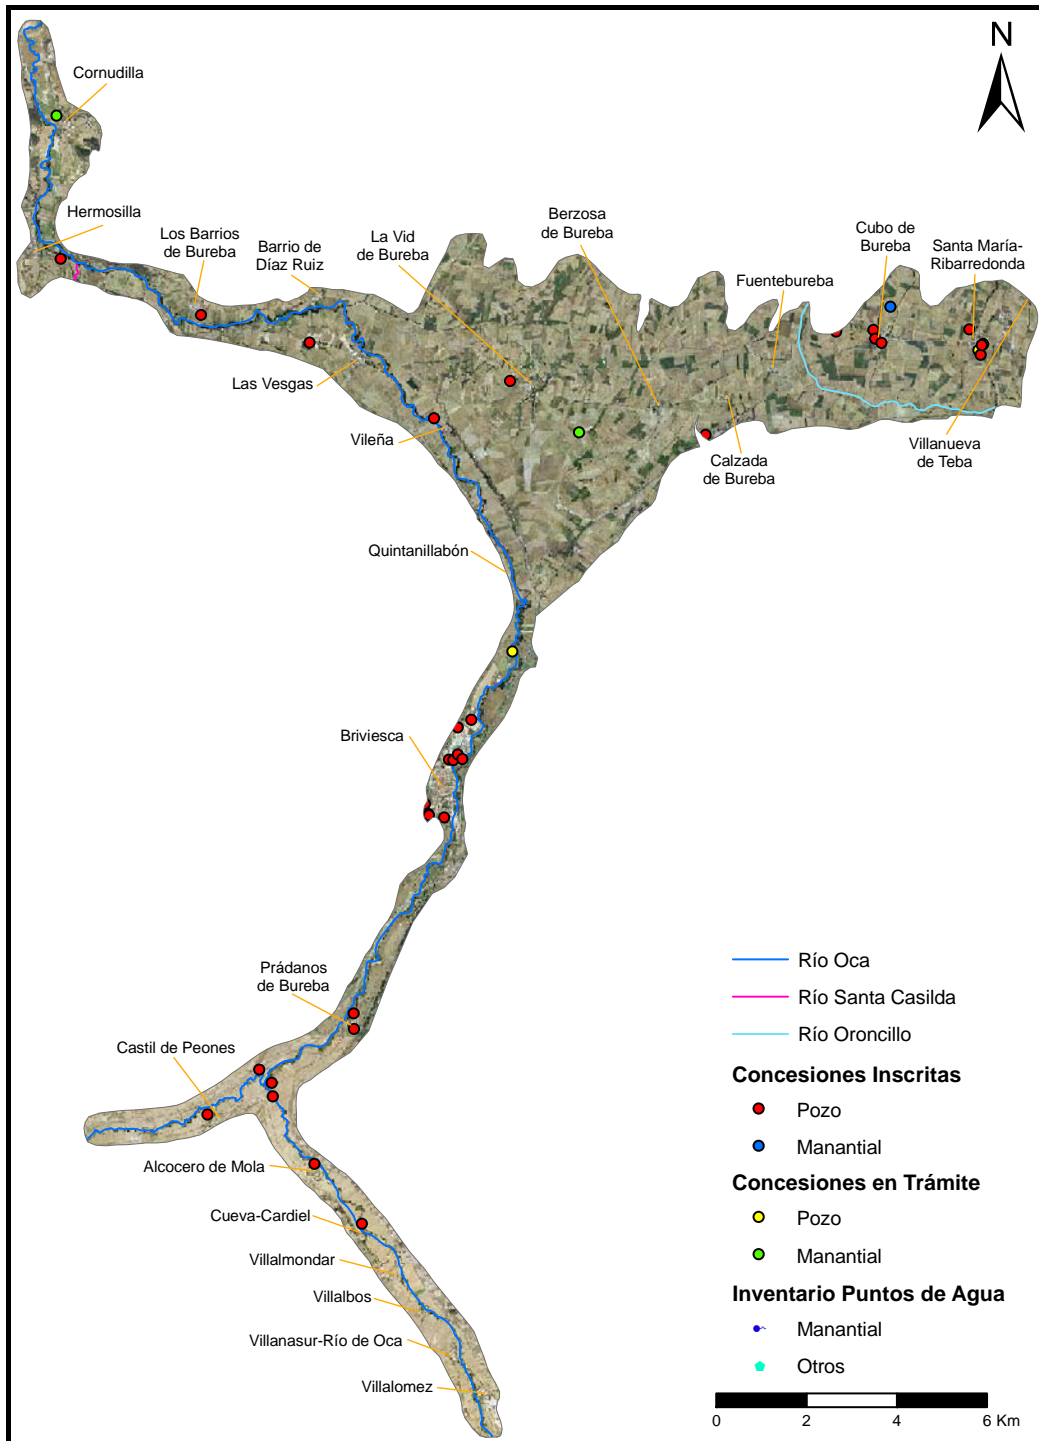 N
Cornudilla
Hermosilla
Los Barrios
de Bureba
Barrio de
Díaz Ruiz
La Vid
de Bureba
Berzosa
de Bureba
Fuentebureba
Cubo de
Bureba
Santa María-
Ribarredonda
Las Vesgas
Vileña
Calzada
de Bureba
Villanueva
de Teba
Quintanillabón
Briviesca
Prádanos
de Bureba
Castil de Peones
Alcocero de Mola
Cueva-Cardiel
Villalmondar
Villalbos
Villanasur-Río de Oca
Villalomez
Río Oca
Río Santa Casilda
Río Oroncillo
Concesiones Inscritas
Pozo
Manantial
Concesiones en Trámite
Pozo
Manantial
Inventario Puntos de Agua
Manantial
Otros
0 2 4 6 Km